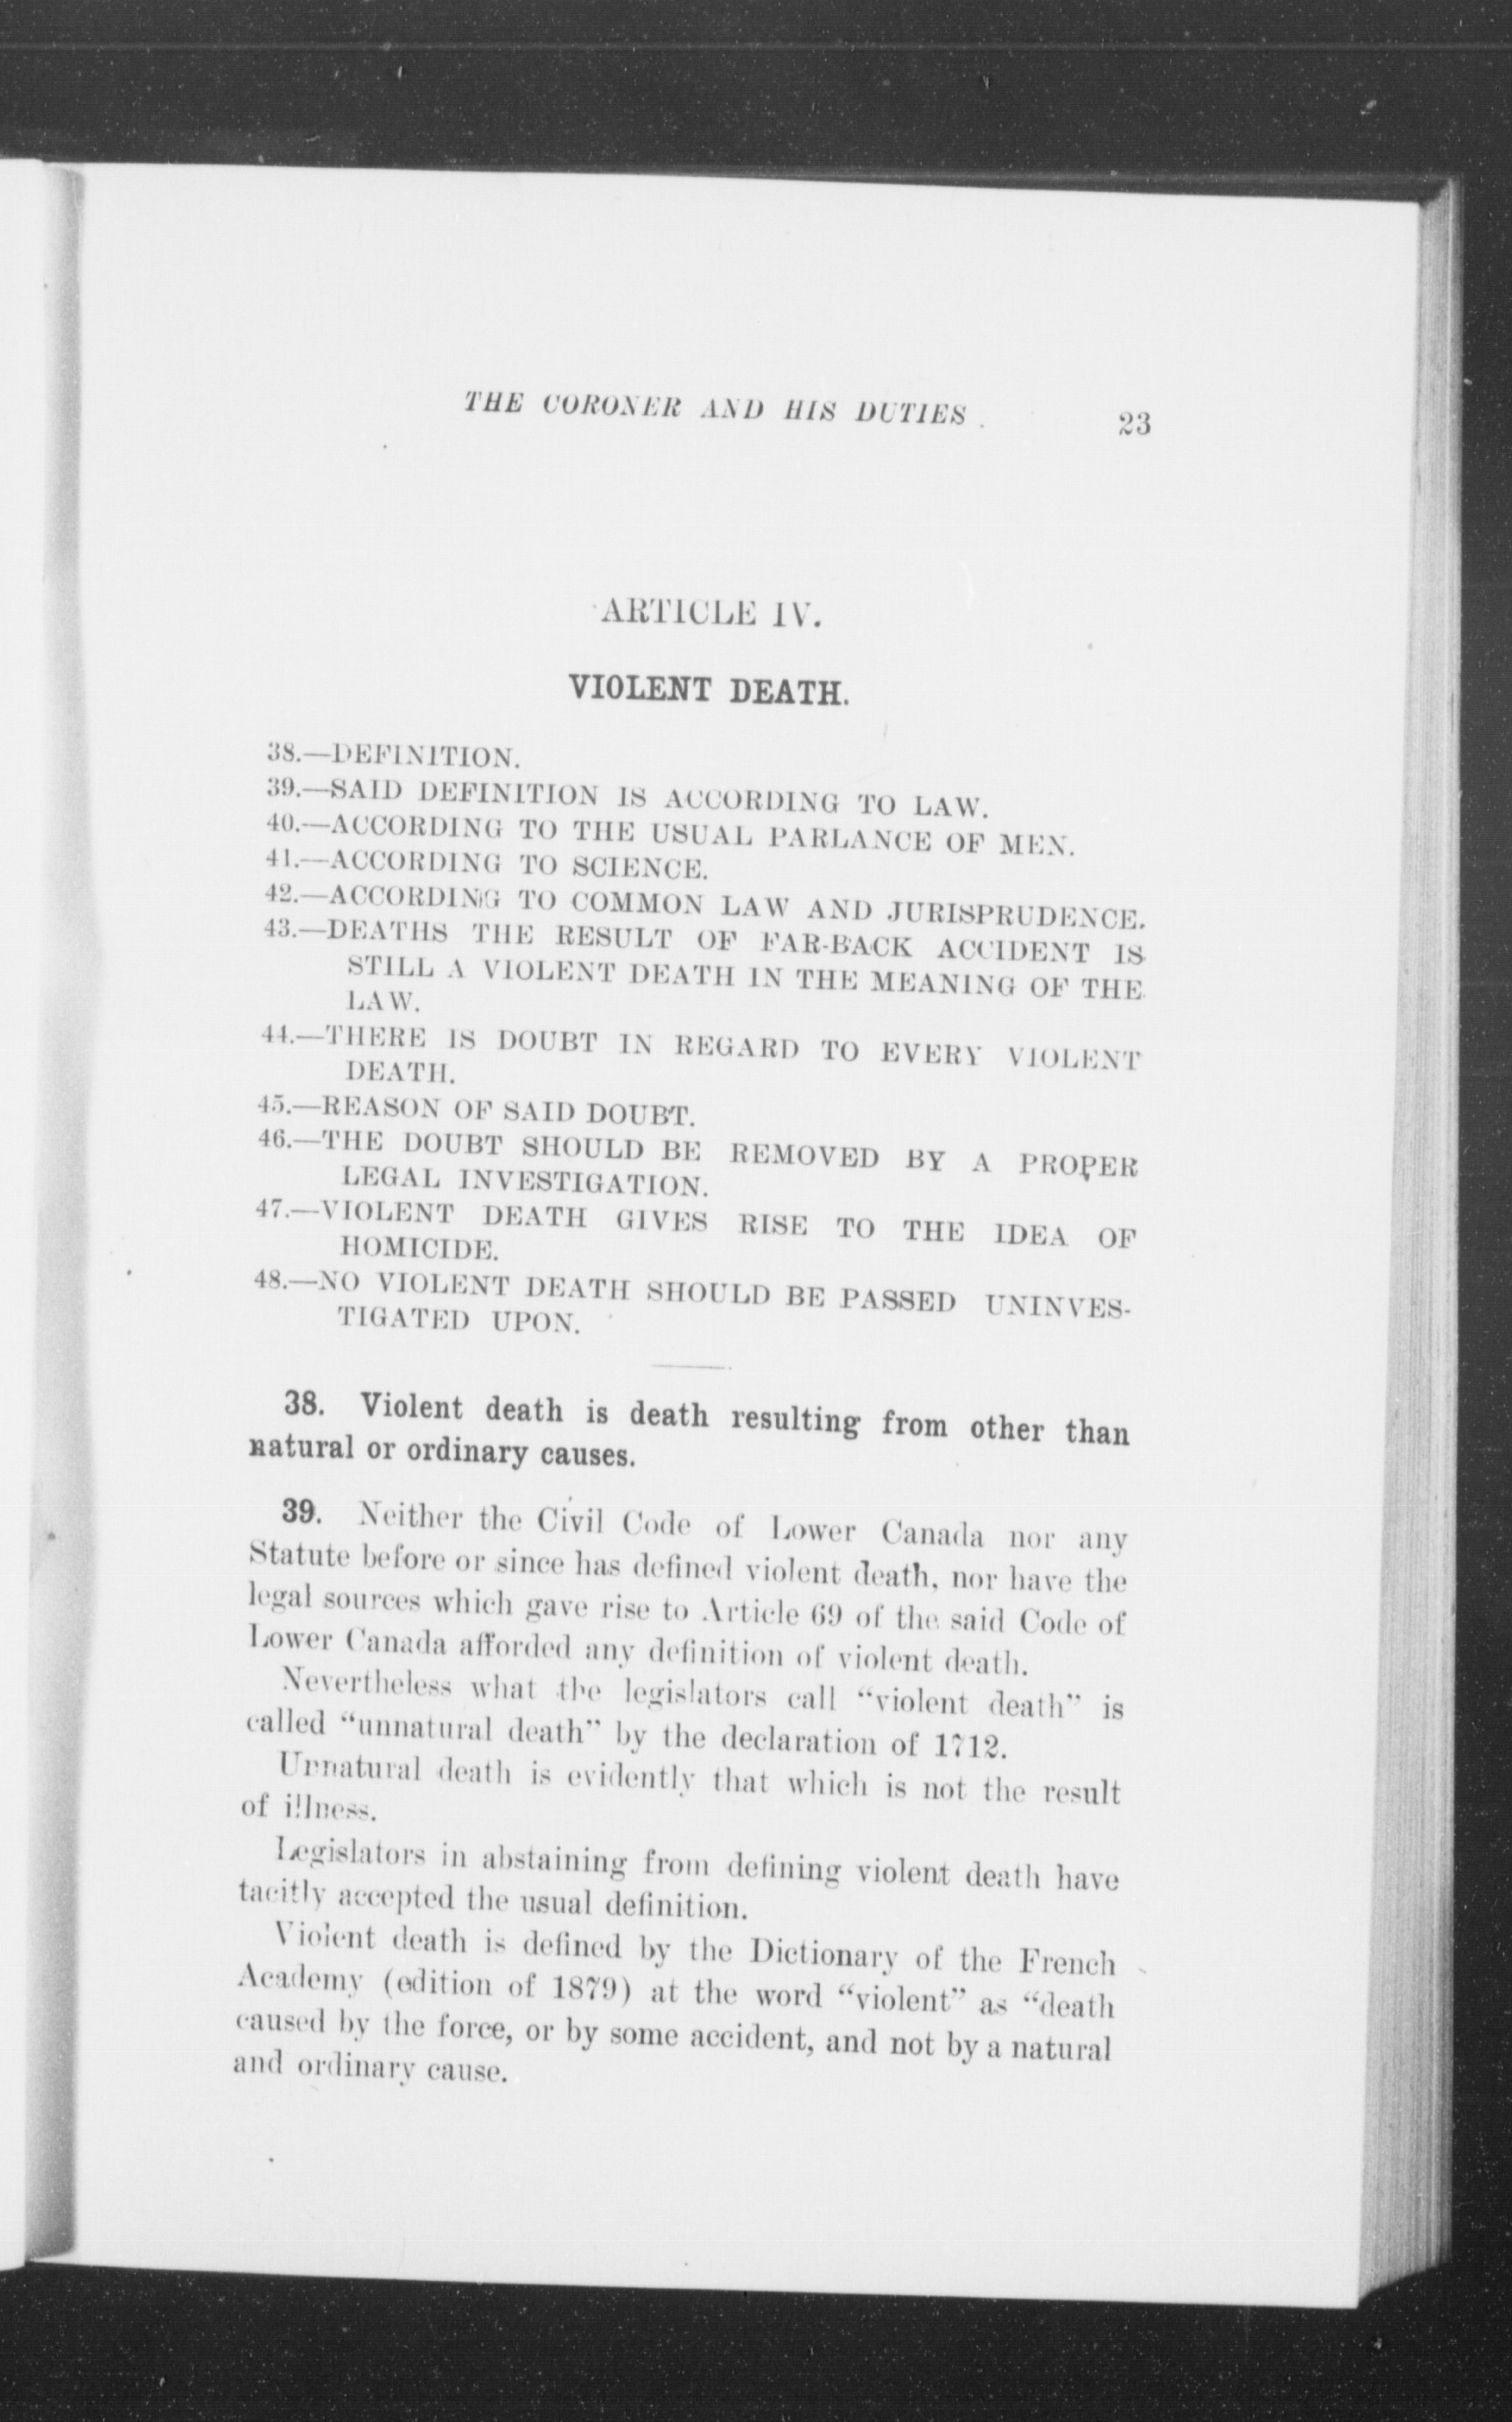 THE CORONER AND HIS DUTIES
23
ARTICLE IV.
VIOLENT DEATH.
38.—DEFINITION.
39.—SAID DEFINITION IS ACCORDING TO LAW.
40.—ACCORDING TO THE USUAL PARLANCE OF MEN.
41.—ACCORDING TO SCIENCE.
42.—ACCORDING TO COMMON LAW AND JURISPRUDENCE.
43.—DEATHS THE RESULT OF FAR-BACK ACCIDENT IS
STILL A VIOLENT DEATH IN THE MEANING OF THE
LAW.
44.—THERE IS DOUBT IN REGARD TO EVERY VIOLENT
DEATH.
45.—REASON OF SAID DOUBT.
46.—THE DOUBT SHOULD BE REMOVED BY A PROPER
LEGAL INVESTIGATION.
47.—VIOLENT DEATH GIVES RISE TO THE IDEA OF
HOMICIDE.
48.—NO VIOLENT DEATH SHOULD BE PASSED UNINVES-
TIGATED UPON.
38. Violent death is death resulting from other than
natural or ordinary causes.
39. Neither the Civil Code of Lower Canada nor any
Statute before or since has defined violent death, nor have the
legal sources which gave rise to Article 69 of the said Code of
Lower Canada afforded any definition of violent death.
Nevertheless what the legislators call “violent death” is
called “unnatural death” by the declaration of 1712.
Unnatural death is evidently that which is not the result
of illness.
Legislators in abstaining from defining violent death have
tacitly accepted the usual definition.
Violent death is defined by the Dictionary of the French
Academy (edition of 1879) at the word “violent” as “death
caused by the force, or by some accident, and not by a natural
and ordinary cause.